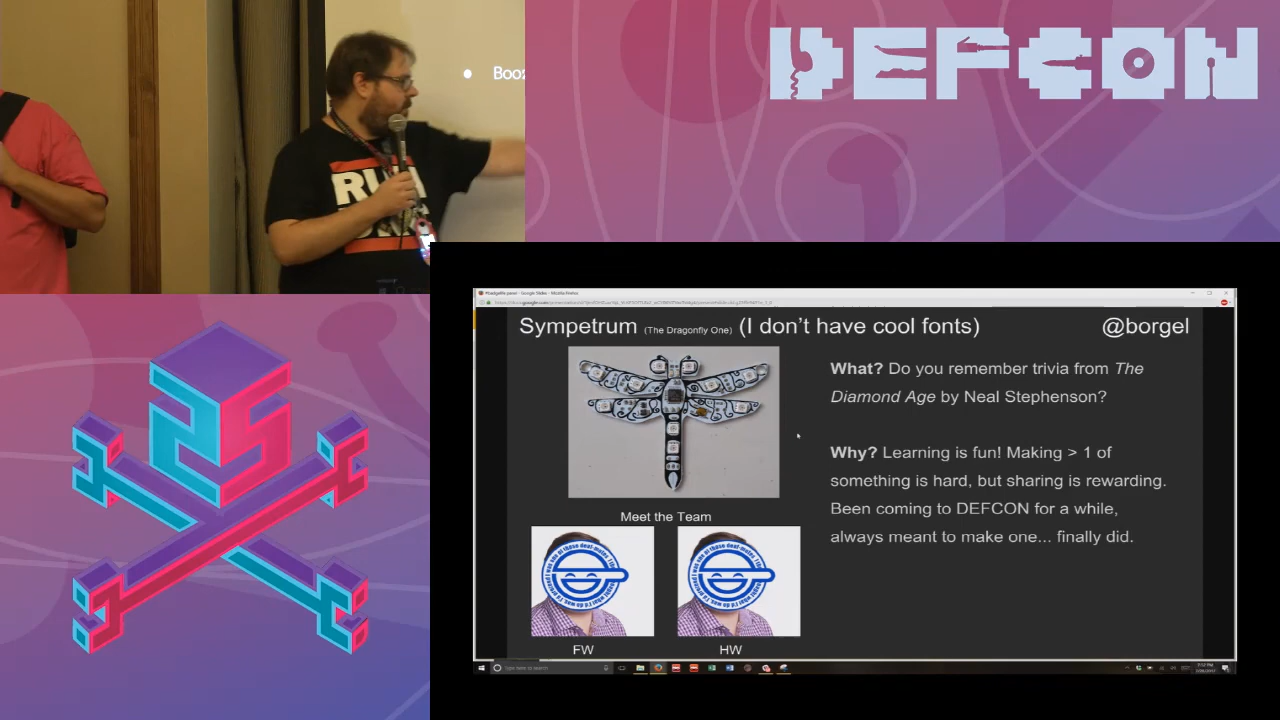 DEFCON
Booz
RUN
Sympetrum (The Dragonfly One) (I don't have cool fonts)
@borgel
What? Do you remember trivia from The
Diamond Age by Neal Stephenson?
Why? Learning is fun! Making > 1 of
something is hard, but sharing is rewarding.
Been coming to DEFCON for a while,
always meant to make one... finally did.
Meet the Team
FW
HW